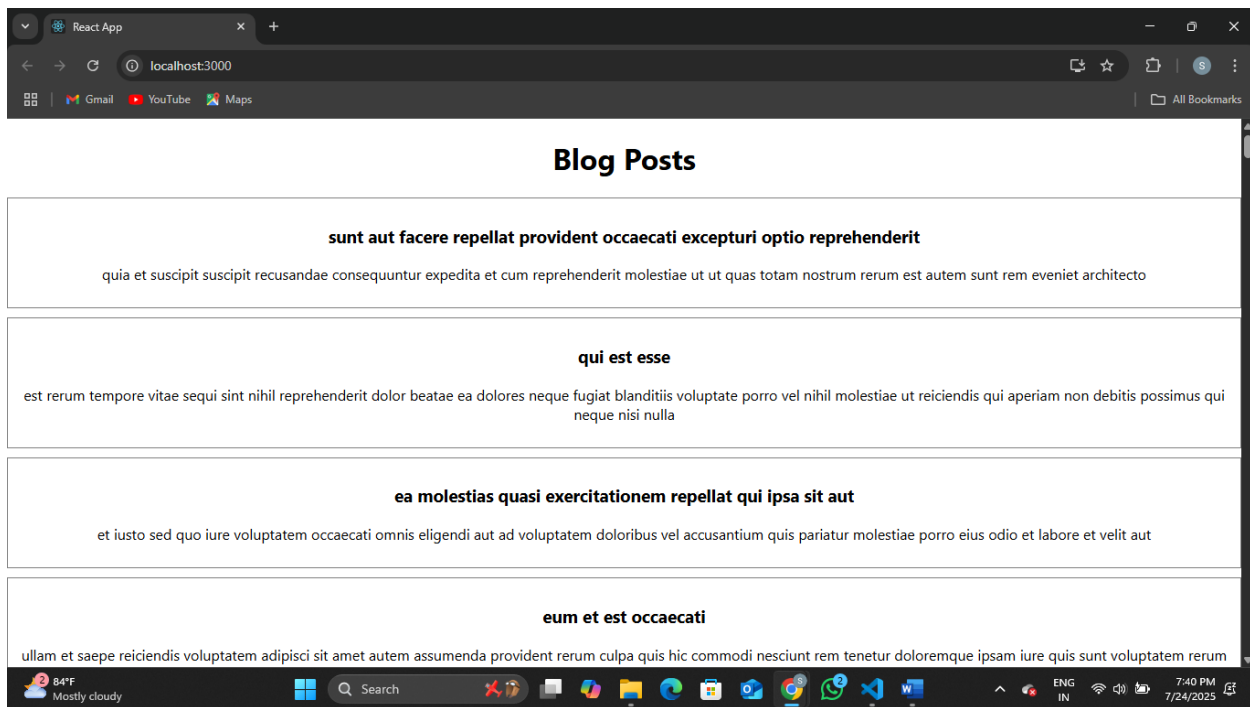 React App
localhost:3000
S
Gmail
YouTube
Maps
All Bookmarks
Blog Posts
sunt aut facere repellat provident occaecati excepturi optio reprehenderit
quia et suscipit suscipit recusandae consequuntur expedita et cum reprehenderit molestiae ut ut quas totam nostrum rerum est autem sunt rem eveniet architecto
qui est esse
est rerum tempore vitae sequi sint nihil reprehenderit dolor beatae ea dolores neque fugiat blanditiis voluptate porro vel nihil molestiae ut reiciendis qui aperiam non debitis possimus qui
neque nisi nulla
ea molestias quasi exercitationem repellat qui ipsa sit aut
et iusto sed quo iure voluptatem occaecati omnis eligendi aut ad voluptatem doloribus vel accusantium quis pariatur molestiae porro eius odio et labore et velit aut
eum et est occaecati
ullam et saepe reiciendis voluptatem adipisci sit amet autem assumenda provident rerum culpa quis hic commodi nesciunt rem tenetur doloremque ipsam iure quis sunt voluptatem rerum
2
84°F
Mostly cloudy
Search
S
2
ENG
IN
7:40 PM
7/24/2025